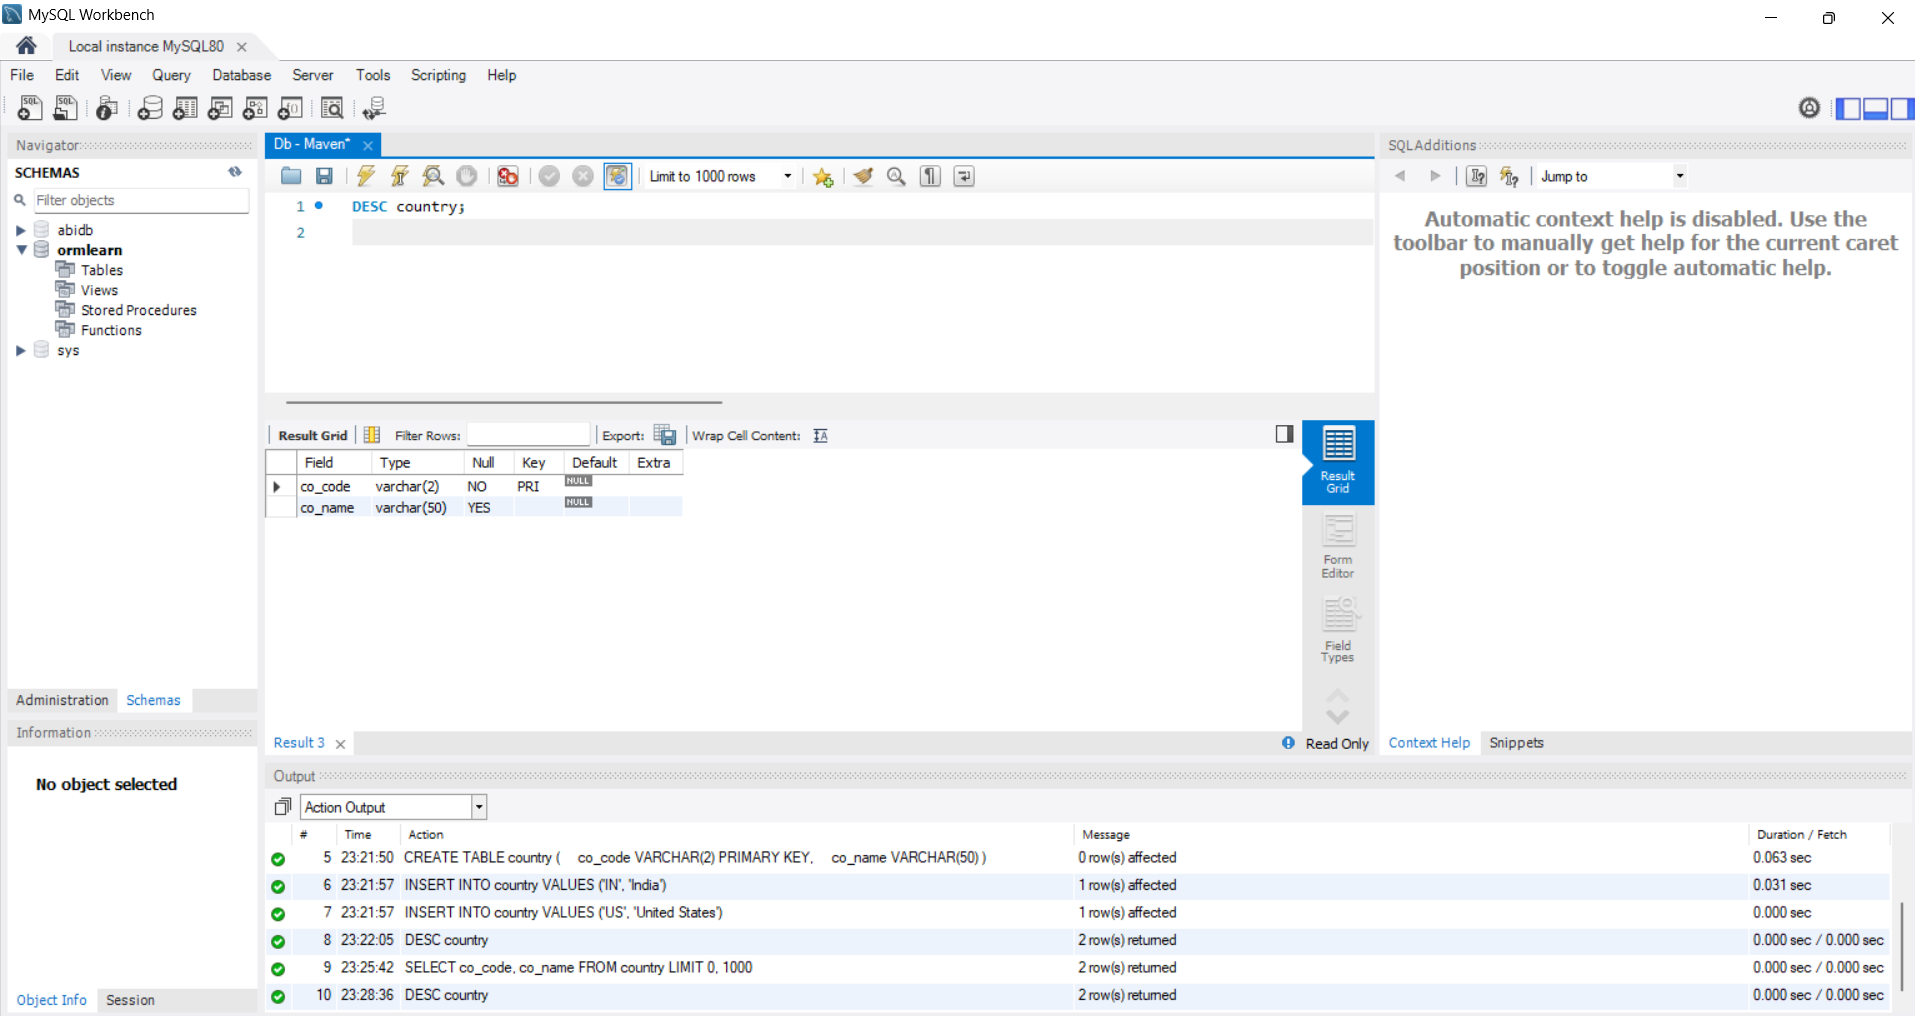 MySQL Workbench
Local instance MySQL80
File Edit View Query Database Server Tools Scripting Help
Navigator
SCHEMAS
Filter objects
abidb
ormlearn
Tables
Views
Stored Procedures
Functions
sys
Administration Schemas
Information
No object selected
Object Info Session
Db - Maven*
Limit to 1000 rows
1 DESC country;
2
Result Grid Filter Rows: Export: Wrap Cell Content:
Field Type Null Key Default Extra
co_code varchar(2) NO PRI NULL
co_name varchar(50) YES NULL
Result
Grid
Form
Editor
Field
Types
Result 3
Read Only
SQLAdditions
Jump to
Automatic context help is disabled. Use the
toolbar to manually get help for the current caret
position or to toggle automatic help.
Context Help Snippets
Output
Action Output
# Time Action Message Duration / Fetch
5 23:21:50 CREATE TABLE country ( co_code VARCHAR(2) PRIMARY KEY, co_name VARCHAR(50) ) 0 row(s) affected 0.063 sec
6 23:21:57 INSERT INTO country VALUES ('IN', 'India') 1 row(s) affected 0.031 sec
7 23:21:57 INSERT INTO country VALUES ('US', 'United States') 1 row(s) affected 0.000 sec
8 23:22:05 DESC country 2 row(s) returned 0.000 sec / 0.000 sec
9 23:25:42 SELECT co_code, co_name FROM country LIMIT 0, 1000 2 row(s) returned 0.000 sec / 0.000 sec
10 23:28:36 DESC country 2 row(s) returned 0.000 sec / 0.000 sec